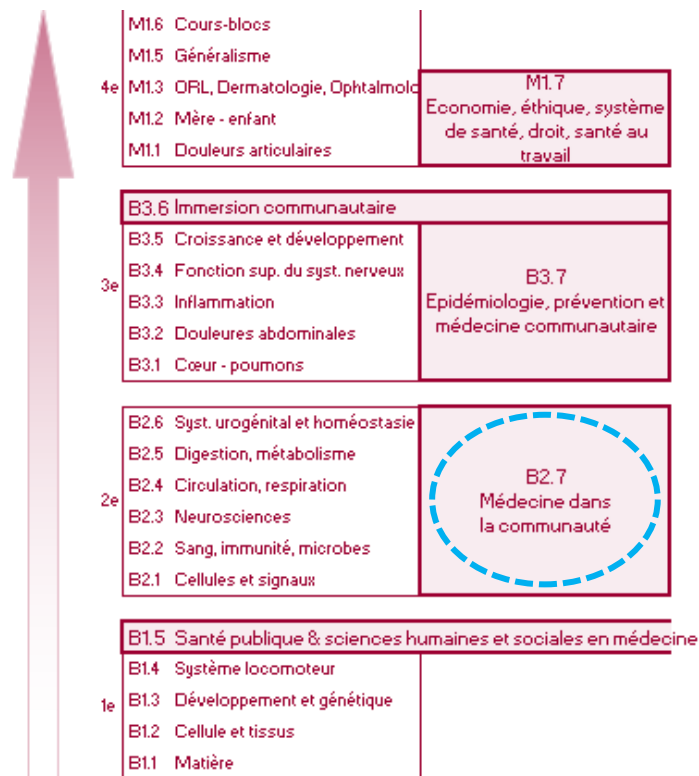 M1.6 Cours-blocs
M1.5 Généralisme
4e M1.3 ORL, Dermatologie, Ophtalmolo
M1.2 Mère - enfant
M1.1 Douleurs articulaires
M1.7
Economie, éthique, système
de santé, droit, santé au
travail
B3.6 Immersion communautaire
B3.5 Croissance et développement
B3.4 Fonction sup. du syst. nerveux
3e
B3.3 Inflammation
B3.2 Douleures abdominales
B3.1 Cœur - poumons
B3.7
Epidémiologie, prévention et
médecine communautaire
B2.6 Syst. urogénital et homéostasie
B2.5 Digestion, métabolisme
B2.4 Circulation, respiration
2e
B2.3 Neurosciences
B2.2 Sang, immunité, microbes
B2.1 Cellules et signaux
B2.7
Médecine dans
la communauté
B1.5 Santé publique & sciences humaines et sociales en médecine
B1.4 Système locomoteur
B1.3 Développement et génétique
1e
B1.2 Cellule et tissus
B1.1 Matière